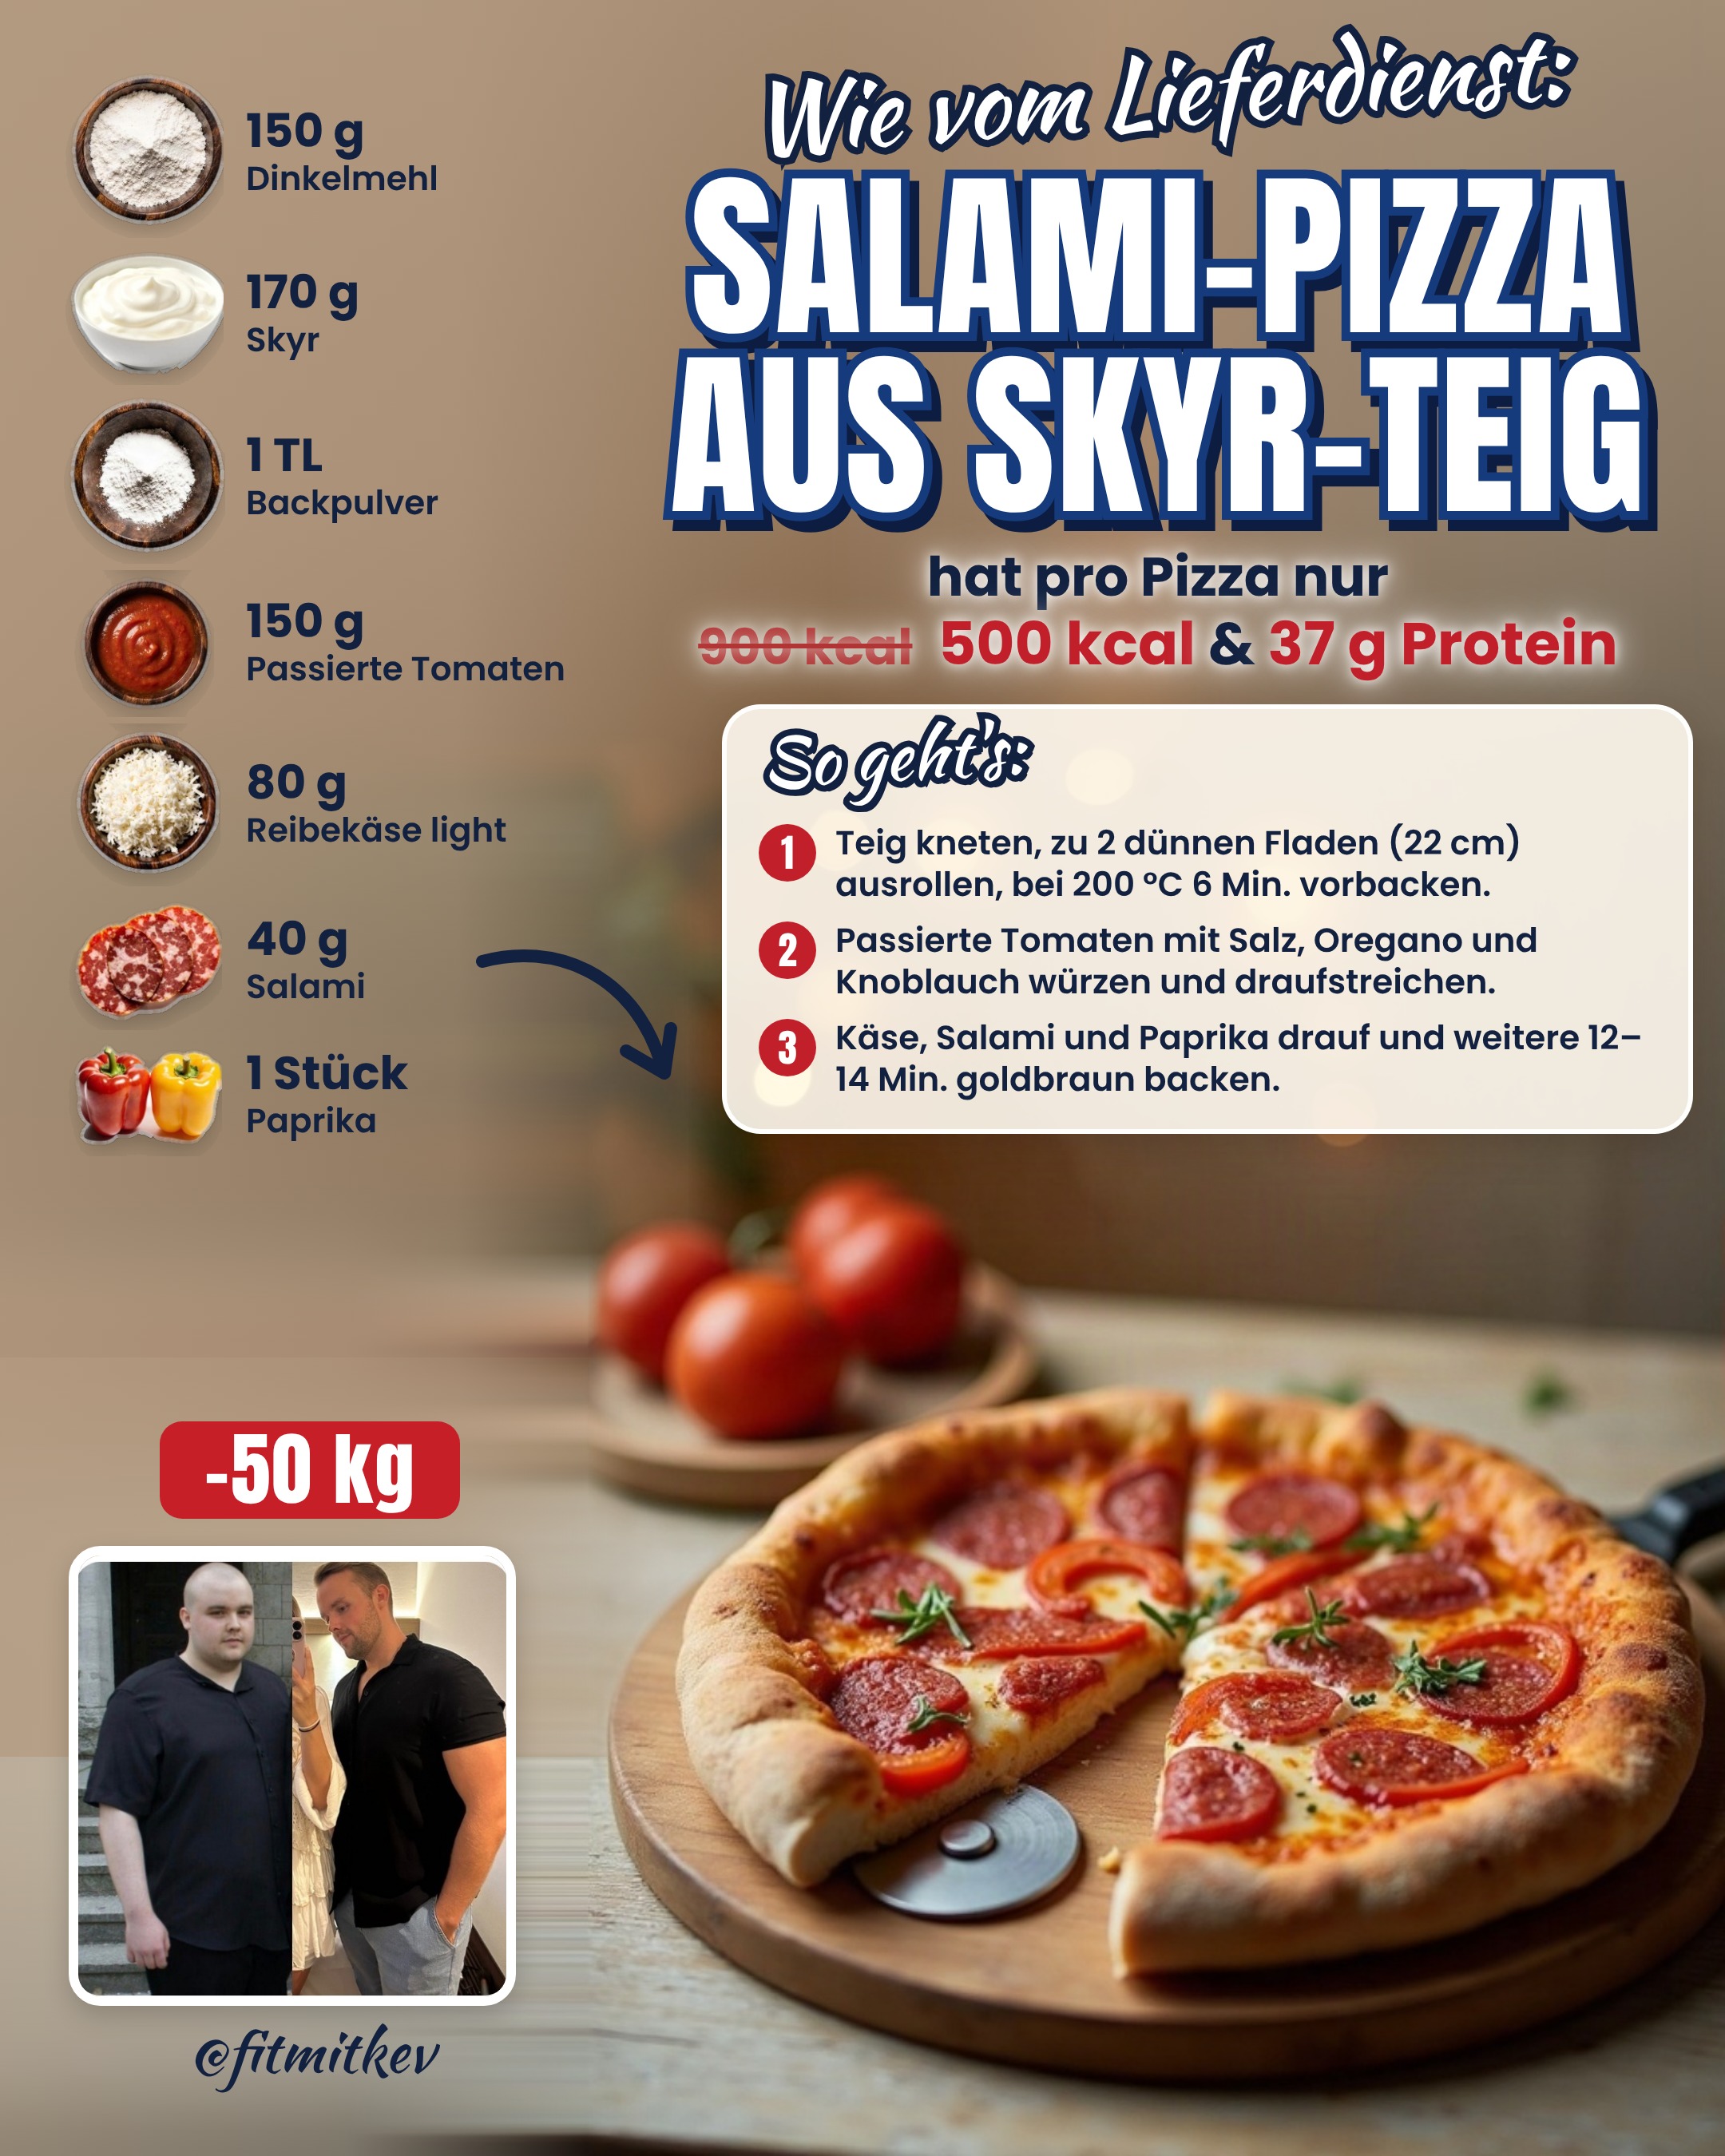 Wie vom Lieferdienst:
SALAMI-PIZZA
AUS SKYR-TEIG
hat pro Pizza nur
900 kcal 500 kcal & 37 g Protein
150 g
Dinkelmehl
170 g
Skyr
1 TL
Backpulver
150 g
Passierte Tomaten
80 g
Reibekäse light
40 g
Salami
1 Stück
Paprika
So geht's:
1 Teig kneten, zu 2 dünnen Fladen (22 cm)
ausrollen, bei 200 °C 6 Min. vorbacken.
2 Passierte Tomaten mit Salz, Oregano und
Knoblauch würzen und draufstreichen.
3 Käse, Salami und Paprika drauf und weitere 12–
14 Min. goldbraun backen.
-50 kg
@fitmitkev